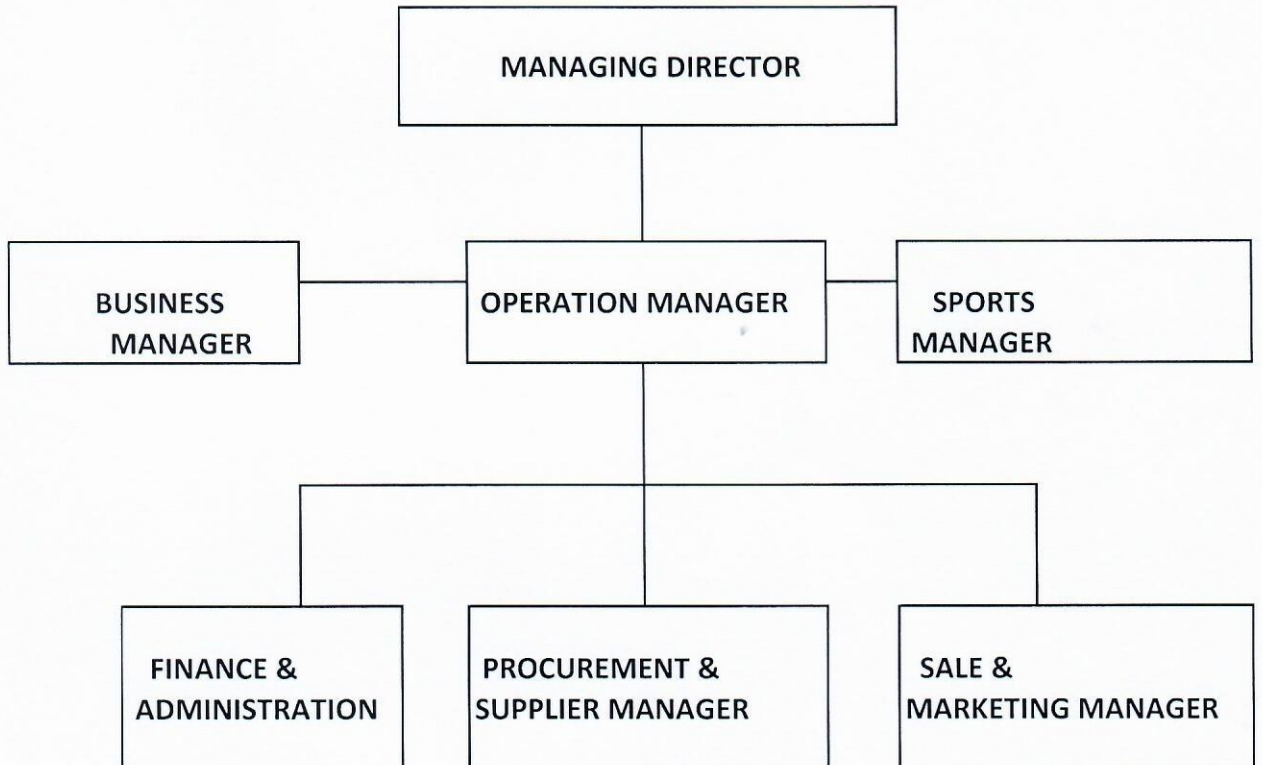 MANAGING DIRECTOR
BUSINESS
MANAGER
OPERATION MANAGER
SPORTS
MANAGER
FINANCE &
ADMINISTRATION
PROCUREMENT &
SUPPLIER MANAGER
SALE &
MARKETING MANAGER